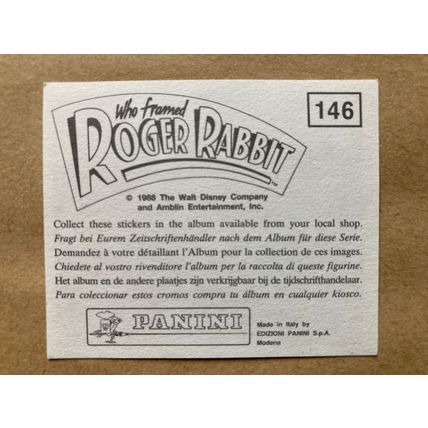 146
Who Framed
ROGER RABBIT
™
© 1988 The Walt Disney Company
and Amblin Entertainment, Inc.
Collect these stickers in the album available from your local shop.
Fragt bei Eurem Zeitschriftenhändler nach dem Album für diese Serie.
Demandez à votre détaillant l'Album pour la collection de ces images.
Chiedete al vostro rivenditore l'album per la raccolta di queste figurine.
Het album en de andere plaatjes zijn verkrijgbaar bij de tijdschrifthandelaar.
Para coleccionar estos cromos compra tu álbum en cualquier kiosco.
PANINI
Made in Italy by
EDIZIONI PANINI S.p.A.
Modena